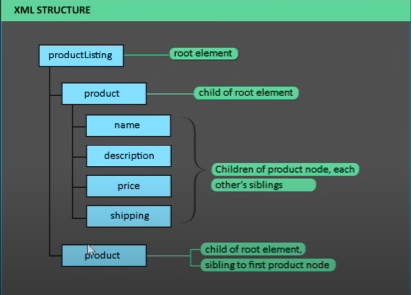 XML STRUCTURE
productListing
root element
product
child of root element
name
description
price
shipping
Children of product node, each
other's siblings
product
child of root element,
sibling to first product node